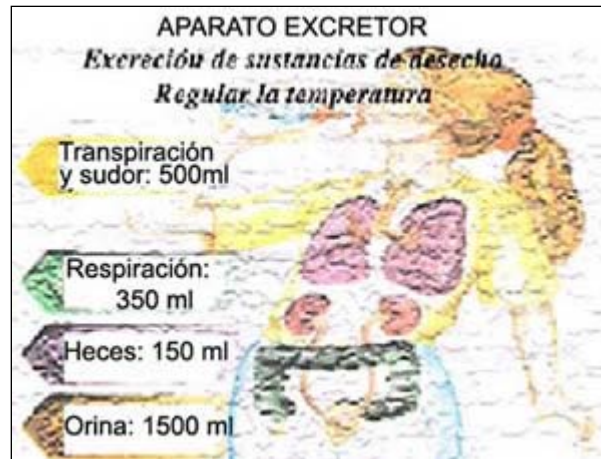 APARATO EXCRETOR
Excreción de sustancias de desecho
Regular la temperatura
Transpiración
y sudor: 500ml
Respiración:
350 ml
Heces: 150 ml
Orina: 1500 ml